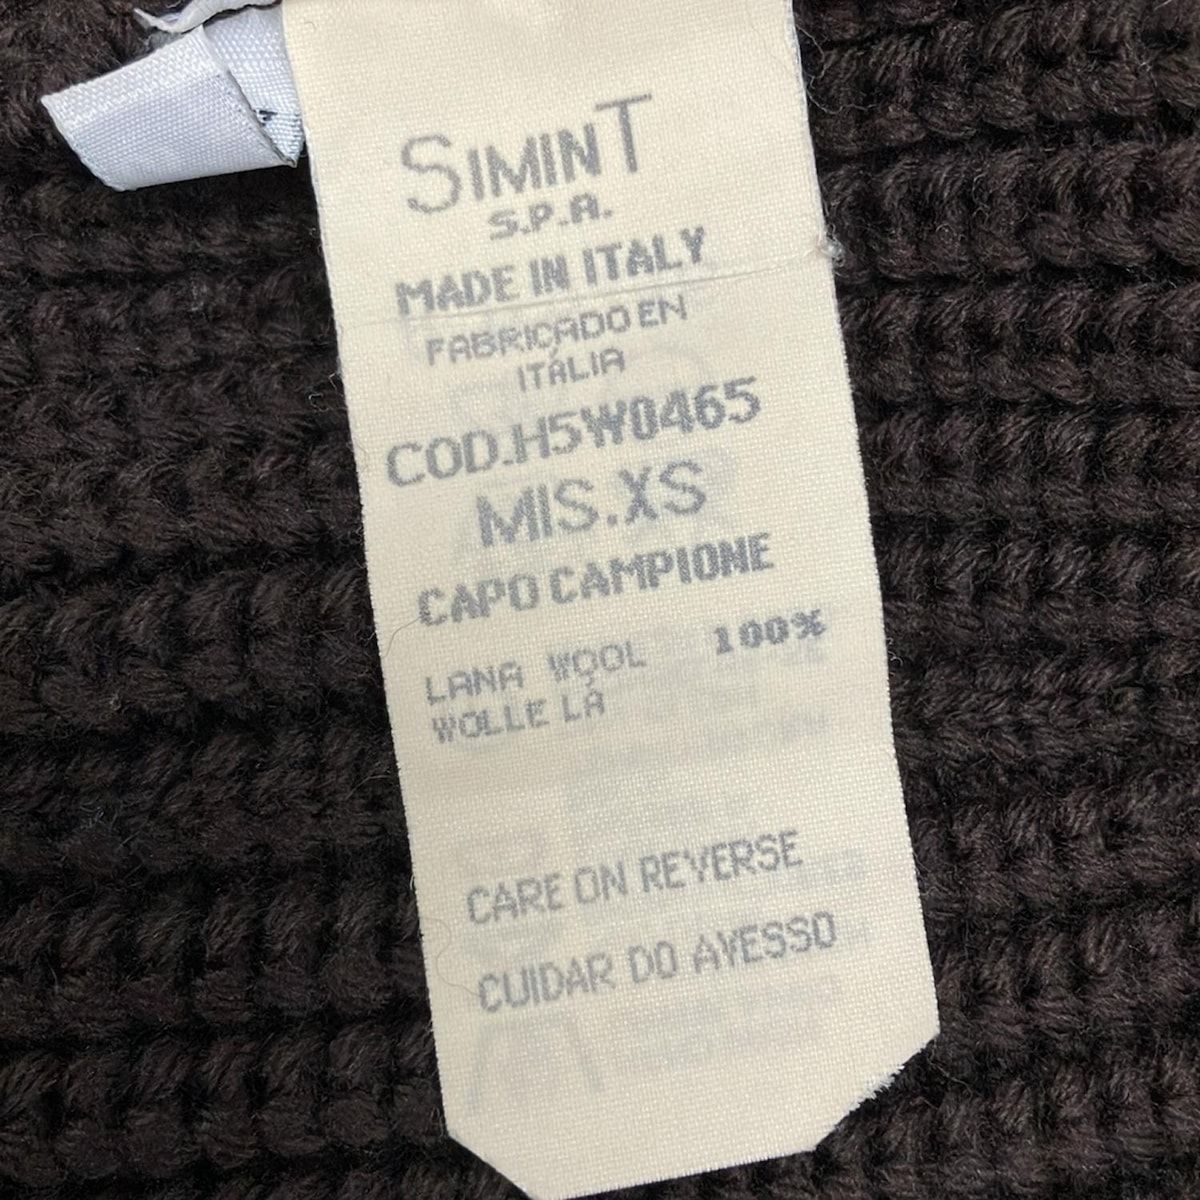 SIMINT
S.P.A.
MADE IN ITALY
FABRICADO EN
ITÁLIA
COD.H5W0465
MIS.XS
CAPO CAMPIONE
LANA WOOL 100%
WOLLE LÁ
CARE ON REVERSE
CUIDAR DO AVESSO